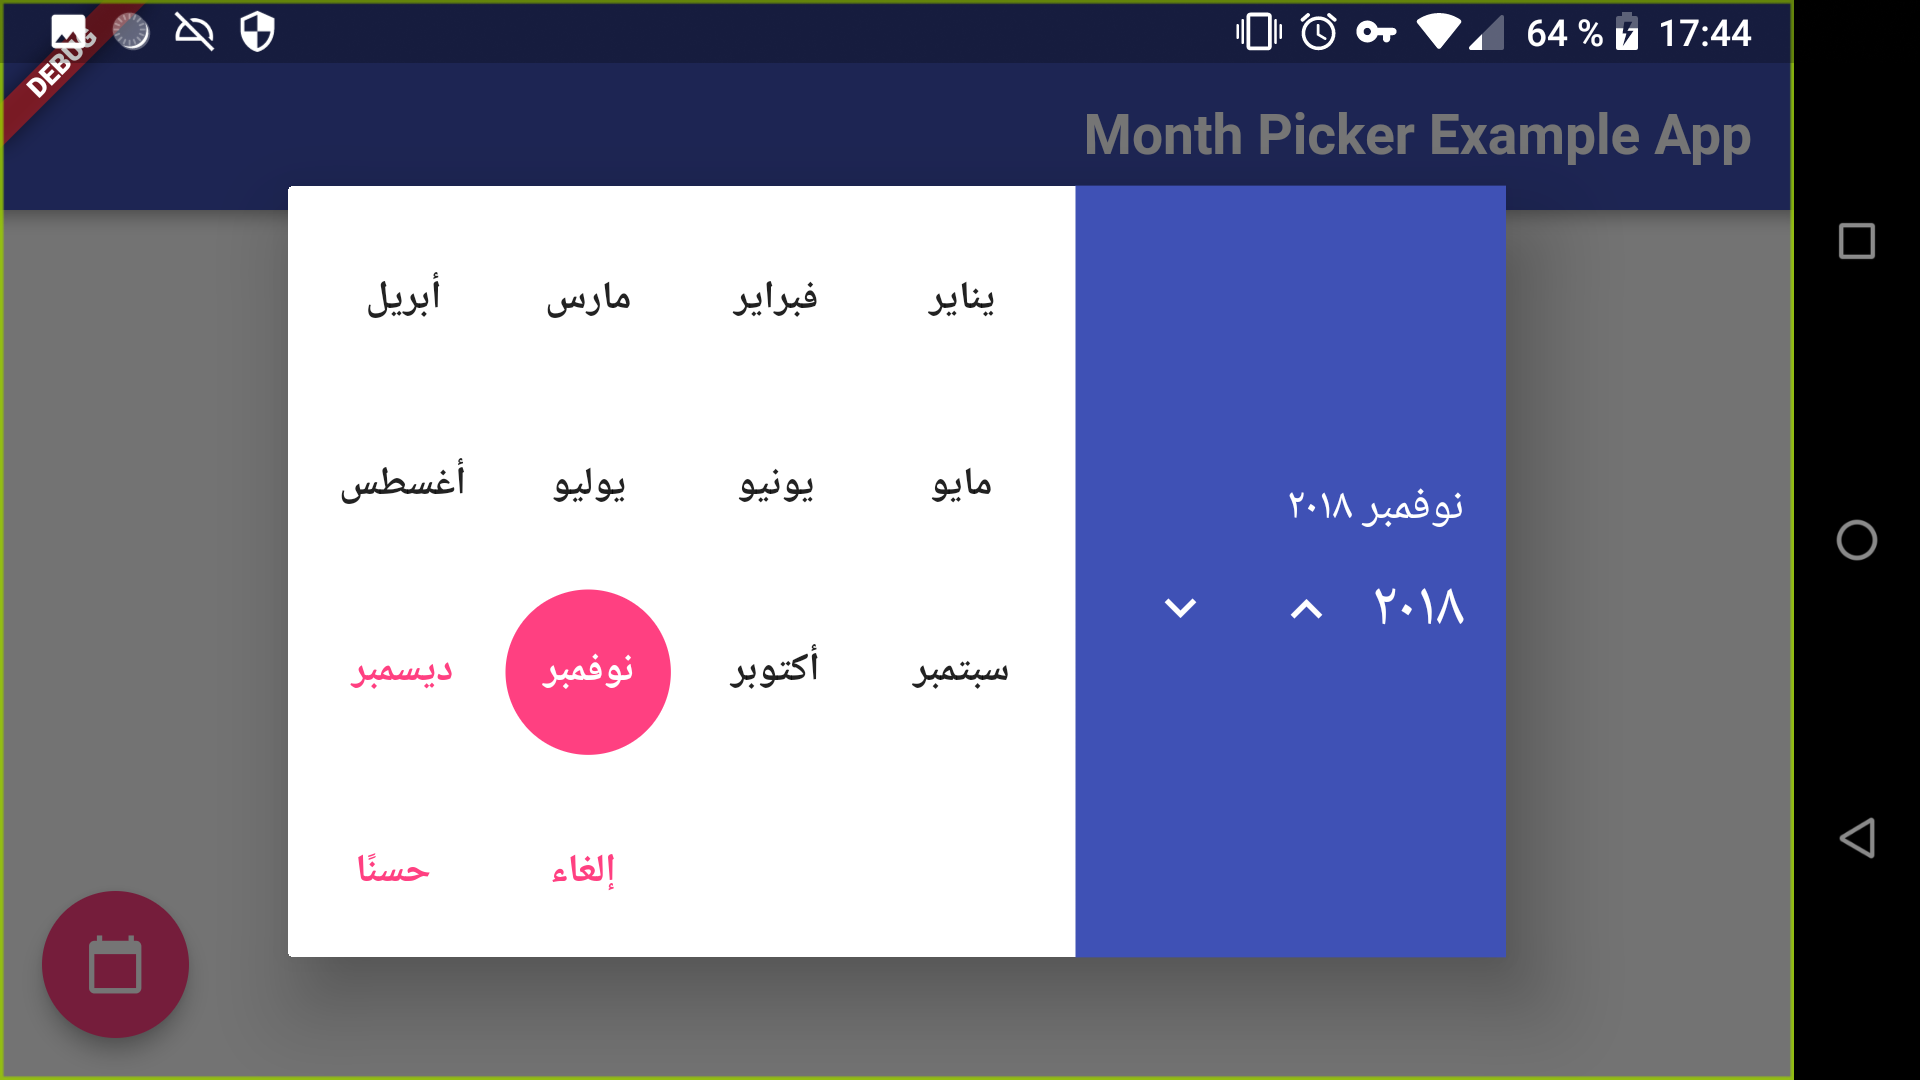 64 % 17:44
DEBUG
Month Picker Example App
نوفمبر ٢٠١٨
٢٠١٨
يناير فبراير مارس أبريل
مايو يونيو يوليو أغسطس
سبتمبر أكتوبر نوفمبر ديسمبر
إلغاء حسنًا